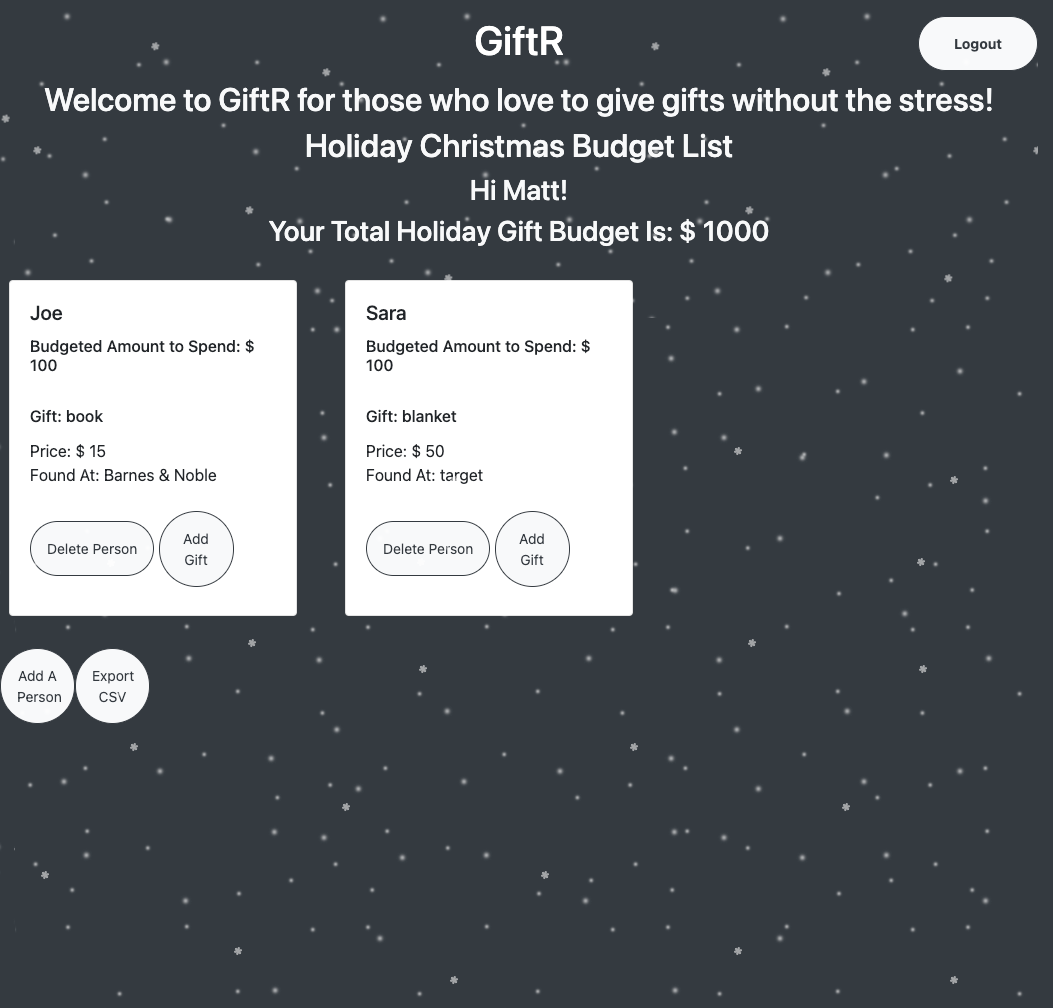 GiftR
Logout
Welcome to GiftR for those who love to give gifts without the stress!
Holiday Christmas Budget List
Hi Matt!
Your Total Holiday Gift Budget Is: $ 1000
Joe
Budgeted Amount to Spend: $
100
Gift: book
Price: $ 15
Found At: Barnes & Noble
Delete Person
Add
Gift
Sara
Budgeted Amount to Spend: $
100
Gift: blanket
Price: $ 50
Found At: target
Delete Person
Add
Gift
Add A
Person
Export
CSV